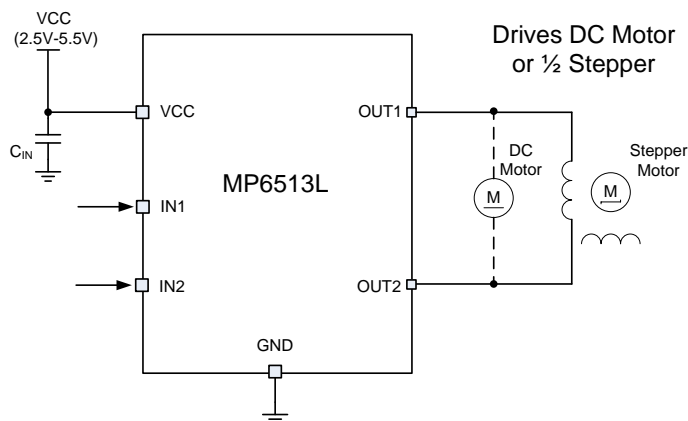 VCC
(2.5V-5.5V)
Drives DC Motor
or ½ Stepper
VCC
OUT1
CIN
DC
Motor
Stepper
Motor
MP6513L
M
M
IN1
IN2
OUT2
GND